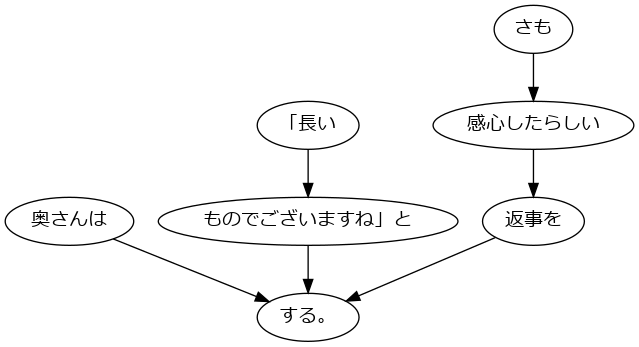 さも
「長い
感心したらしい
奥さんは
ものでございますね」と
返事を
する。